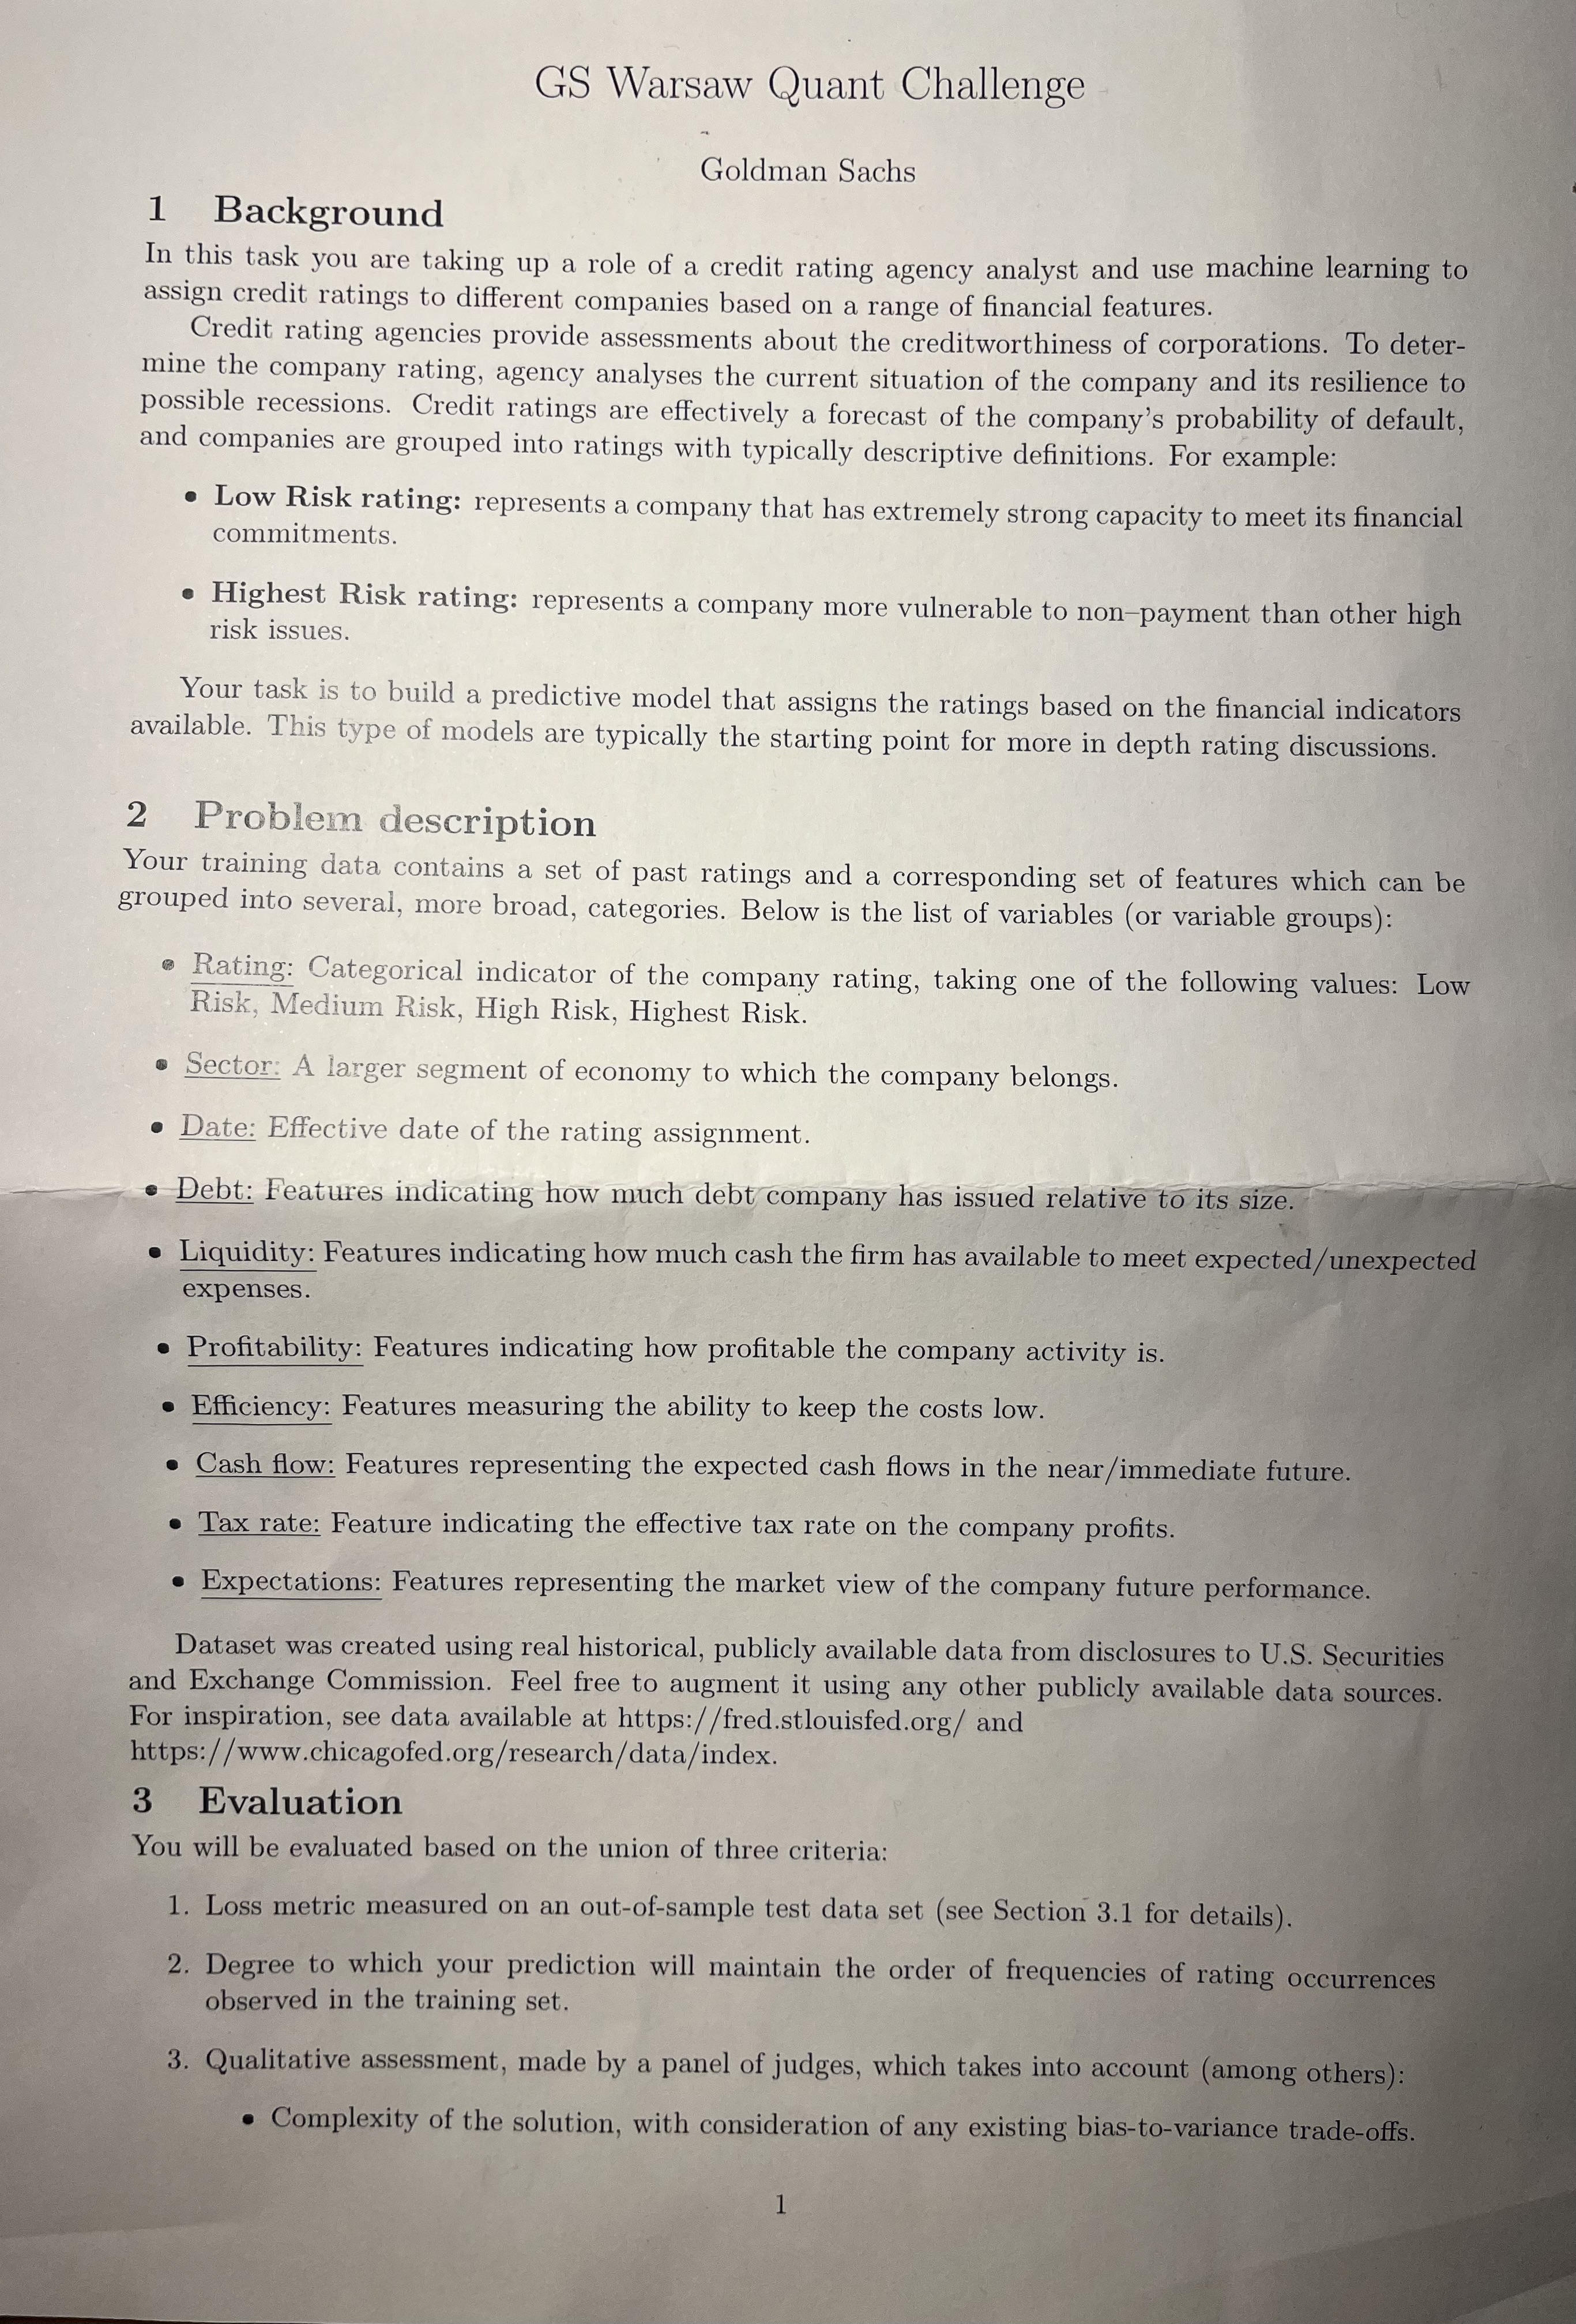 GS Warsaw Quant Challenge
Goldman Sachs
1 Background
In this task you are taking up a role of a credit rating agency analyst and use machine learning to
assign credit ratings to different companies based on a range of financial features.
Credit rating agencies provide assessments about the creditworthiness of corporations. To deter-
mine the company rating, agency analyses the current situation of the company and its resilience to
possible recessions. Credit ratings are effectively a forecast of the company's probability of default,
and companies are grouped into ratings with typically descriptive definitions. For example:
• Low Risk rating: represents a company that has extremely strong capacity to meet its financial
commitments.
• Highest Risk rating: represents a company more vulnerable to non–payment than other high
risk issues.
Your task is to build a predictive model that assigns the ratings based on the financial indicators
available. This type of models are typically the starting point for more in depth rating discussions.
2 Problem description
Your training data contains a set of past ratings and a corresponding set of features which can be
grouped into several, more broad, categories. Below is the list of variables (or variable groups):
• Rating: Categorical indicator of the company rating, taking one of the following values: Low
Risk, Medium Risk, High Risk, Highest Risk.
• Sector: A larger segment of economy to which the company belongs.
• Date: Effective date of the rating assignment.
• Debt: Features indicating how much debt company has issued relative to its size.
• Liquidity: Features indicating how much cash the firm has available to meet expected/unexpected
expenses.
• Profitability: Features indicating how profitable the company activity is.
• Efficiency: Features measuring the ability to keep the costs low.
• Cash flow: Features representing the expected cash flows in the near/immediate future.
• Tax rate: Feature indicating the effective tax rate on the company profits.
• Expectations: Features representing the market view of the company future performance.
Dataset was created using real historical, publicly available data from disclosures to U.S. Securities
and Exchange Commission. Feel free to augment it using any other publicly available data sources.
For inspiration, see data available at https://fred.stlouisfed.org/ and
https://www.chicagofed.org/research/data/index.
3 Evaluation
You will be evaluated based on the union of three criteria:
1. Loss metric measured on an out-of-sample test data set (see Section 3.1 for details).
2. Degree to which your prediction will maintain the order of frequencies of rating occurrences
observed in the training set.
3. Qualitative assessment, made by a panel of judges, which takes into account (among others):
• Complexity of the solution, with consideration of any existing bias-to-variance trade-offs.
1